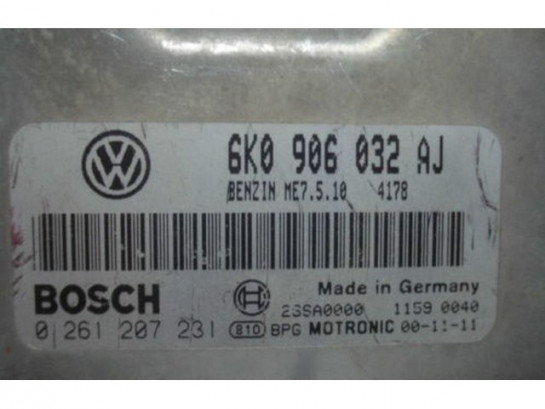 6K0 906 032 AJ
BENZIN ME7.5.10 4178
Made in Germany
BOSCH
23SA0000 1159 0040
0 261 207 231 810 BPG MOTRONIC 00-11-11